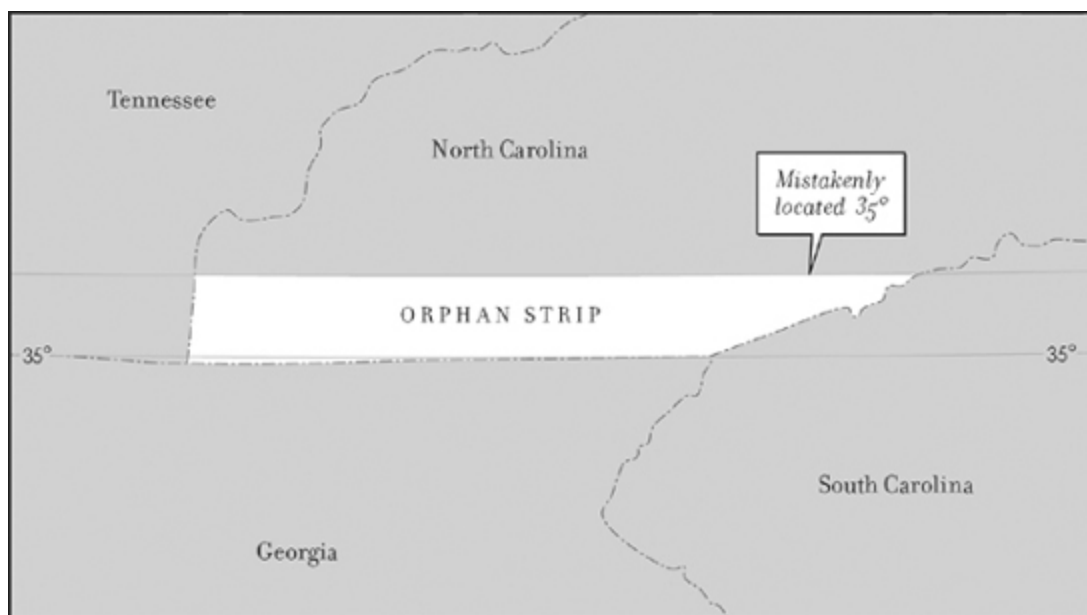 Tennessee
North Carolina
Mistakenly
located 35°
ORPHAN STRIP
35°
35°
South Carolina
Georgia